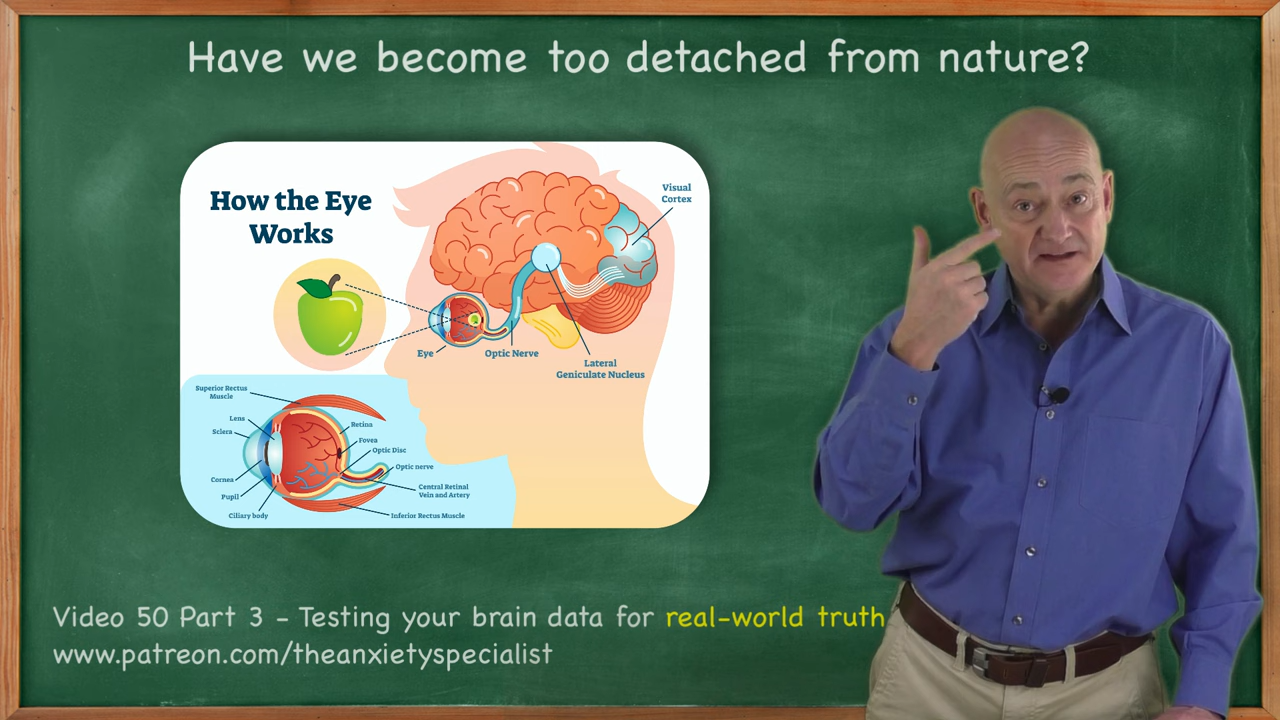 Have we become too detached from nature?
How the Eye
Works
Visual
Cortex
Eye
Optic Nerve
Lateral
Geniculate Nucleus
Superior Rectus
Muscle
Lens
Sclera
Cornea
Pupil
Ciliary body
Retina
Fovea
Optic Disc
Optic nerve
Central Retinal
Vein and Artery
Inferior Rectus Muscle
Video 50 Part 3 - Testing your brain data for real-world truth
www.patreon.com/theanxietyspecialist